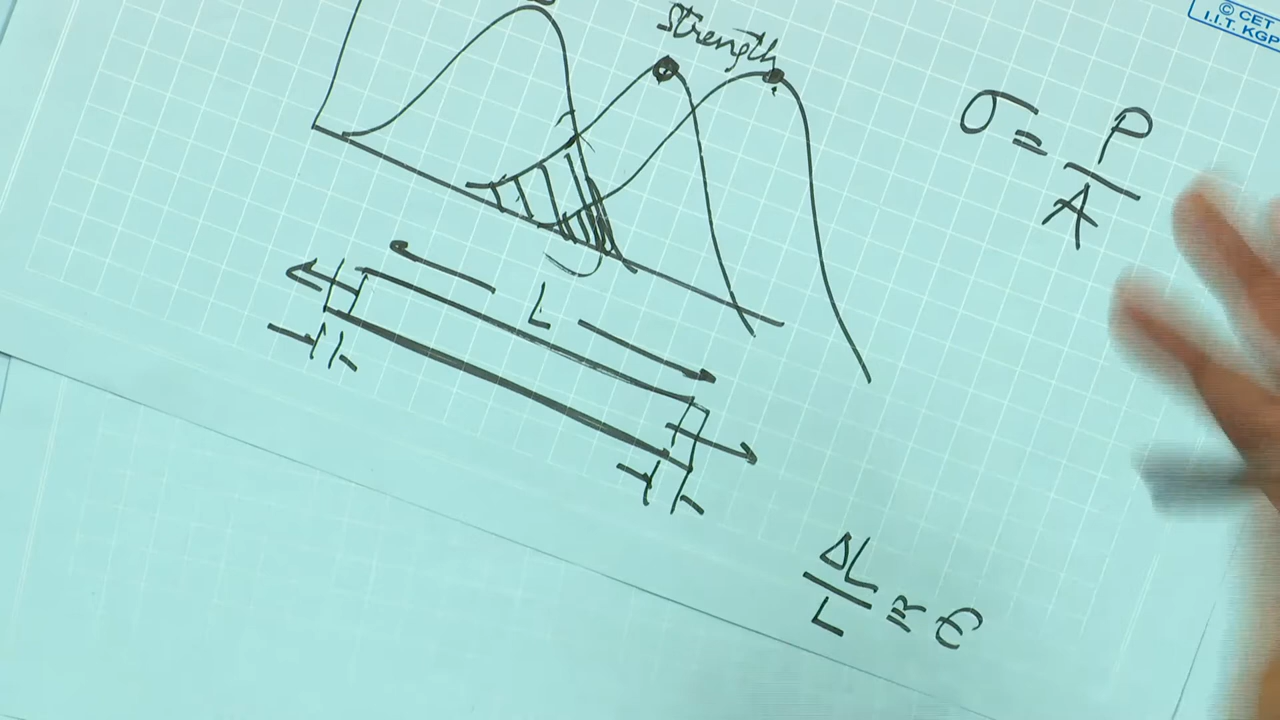 © CET
I.I.T. KGP
Strength
σ = P/A
L
ΔL/L ≅ ε